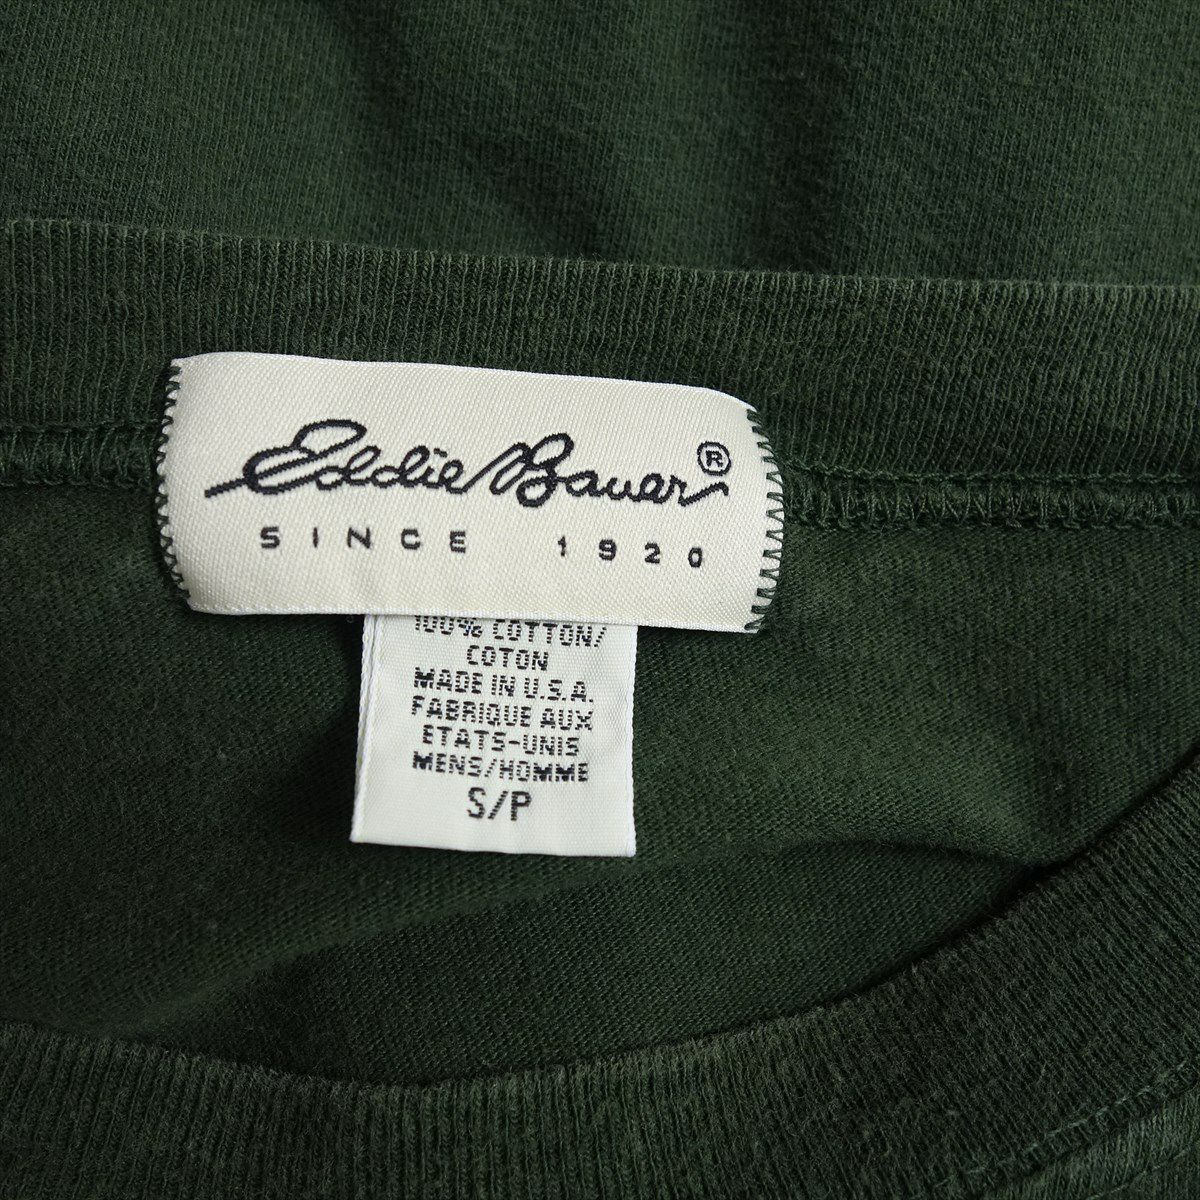 Eddie Bauer®
SINCE 1920
100% COTTON/
COTON
MADE IN U.S.A.
FABRIQUE AUX
ETATS-UNIS
MENS/HOMME
S/P